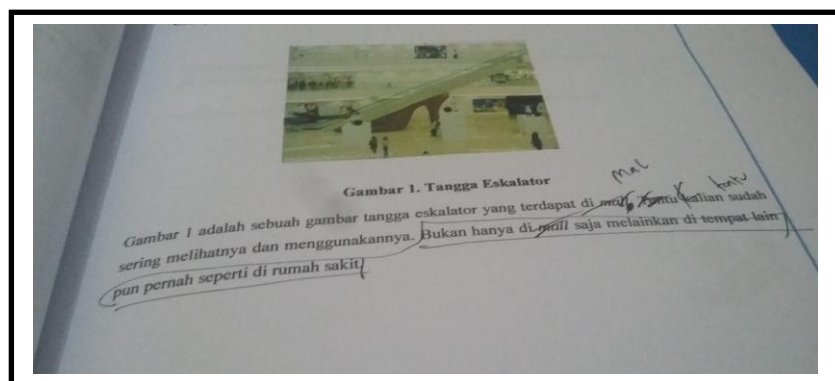 Gambar 1. Tangga Eskalator
mal
tentu
Gambar 1 adalah sebuah gambar tangga eskalator yang terdapat di mall, kalian sudah
sering melihatnya dan menggunakannya. Bukan hanya di mall saja melainkan di tempat lain
pun pernah seperti di rumah sakit